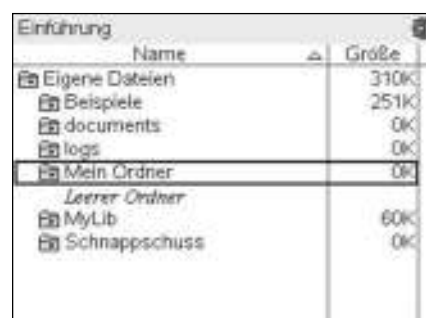 Einführung
Name Größe
Eigene Dateien 310K
Beispiele 251K
documents 0K
logs 0K
Mein Ordner 0K
Leerer Ordner
MyLib 60K
Schnappschuss 0K